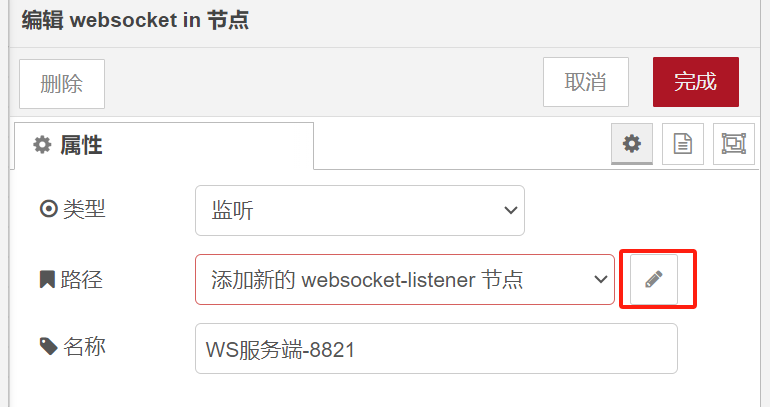 编辑 websocket in 节点
删除
取消
完成
属性
类型
监听
路径
添加新的 websocket-listener 节点
名称
WS服务端-8821